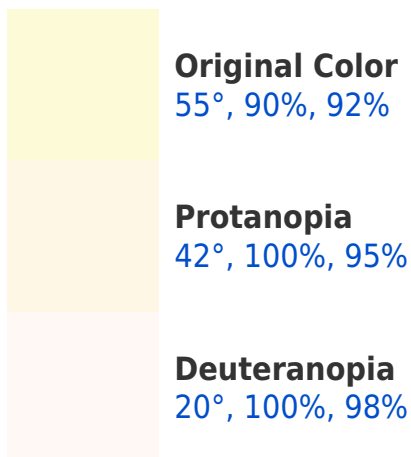 Original Color
55°, 90%, 92%
Protanopia
42°, 100%, 95%
Deuteranopia
20°, 100%, 98%